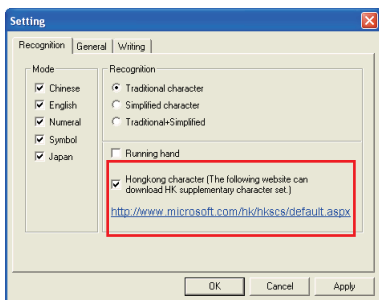 Setting
Recognition General Writing
Mode
Chinese
English
Numeral
Symbol
Japan
Recognition
Traditional character
Simplified character
Traditional+Simplified
Running hand
Hongkong character (The following website can
download HK supplementary character set.)
http://www.microsoft.com/hk/hkscs/default.aspx
OK Cancel Apply